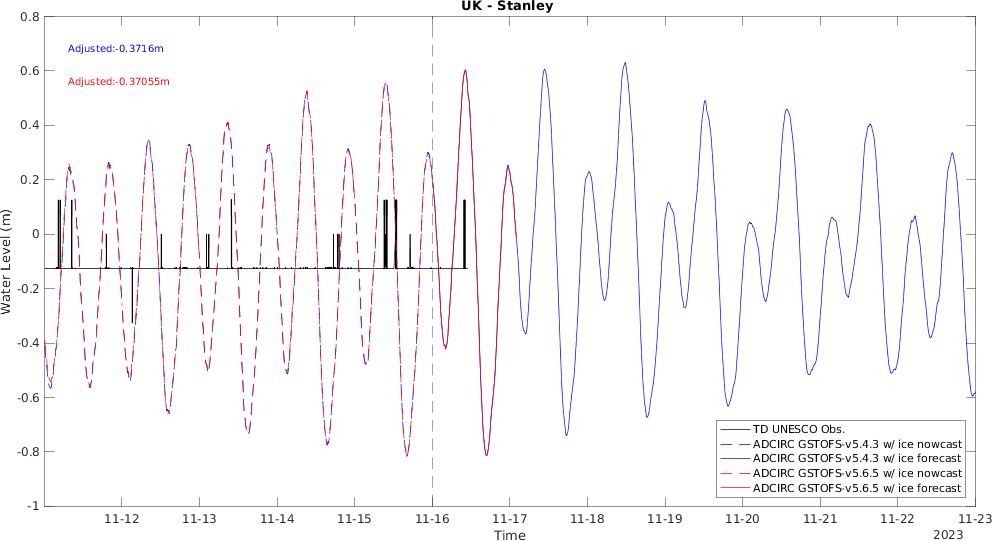 UK - Stanley
0.8
0.6
0.4
0.2
0
-0.2
-0.4
-0.6
-0.8
-1
Water Level (m)
Adjusted:-0.3716m
Adjusted:-0.37055m
TD UNESCO Obs.
ADCIRC GSTOFS-v5.4.3 w/ ice nowcast
ADCIRC GSTOFS-v5.4.3 w/ ice forecast
ADCIRC GSTOFS-v5.6.5 w/ ice nowcast
ADCIRC GSTOFS-v5.6.5 w/ ice forecast
11-12 11-13 11-14 11-15 11-16 11-17 11-18 11-19 11-20 11-21 11-22 11-23
Time
2023